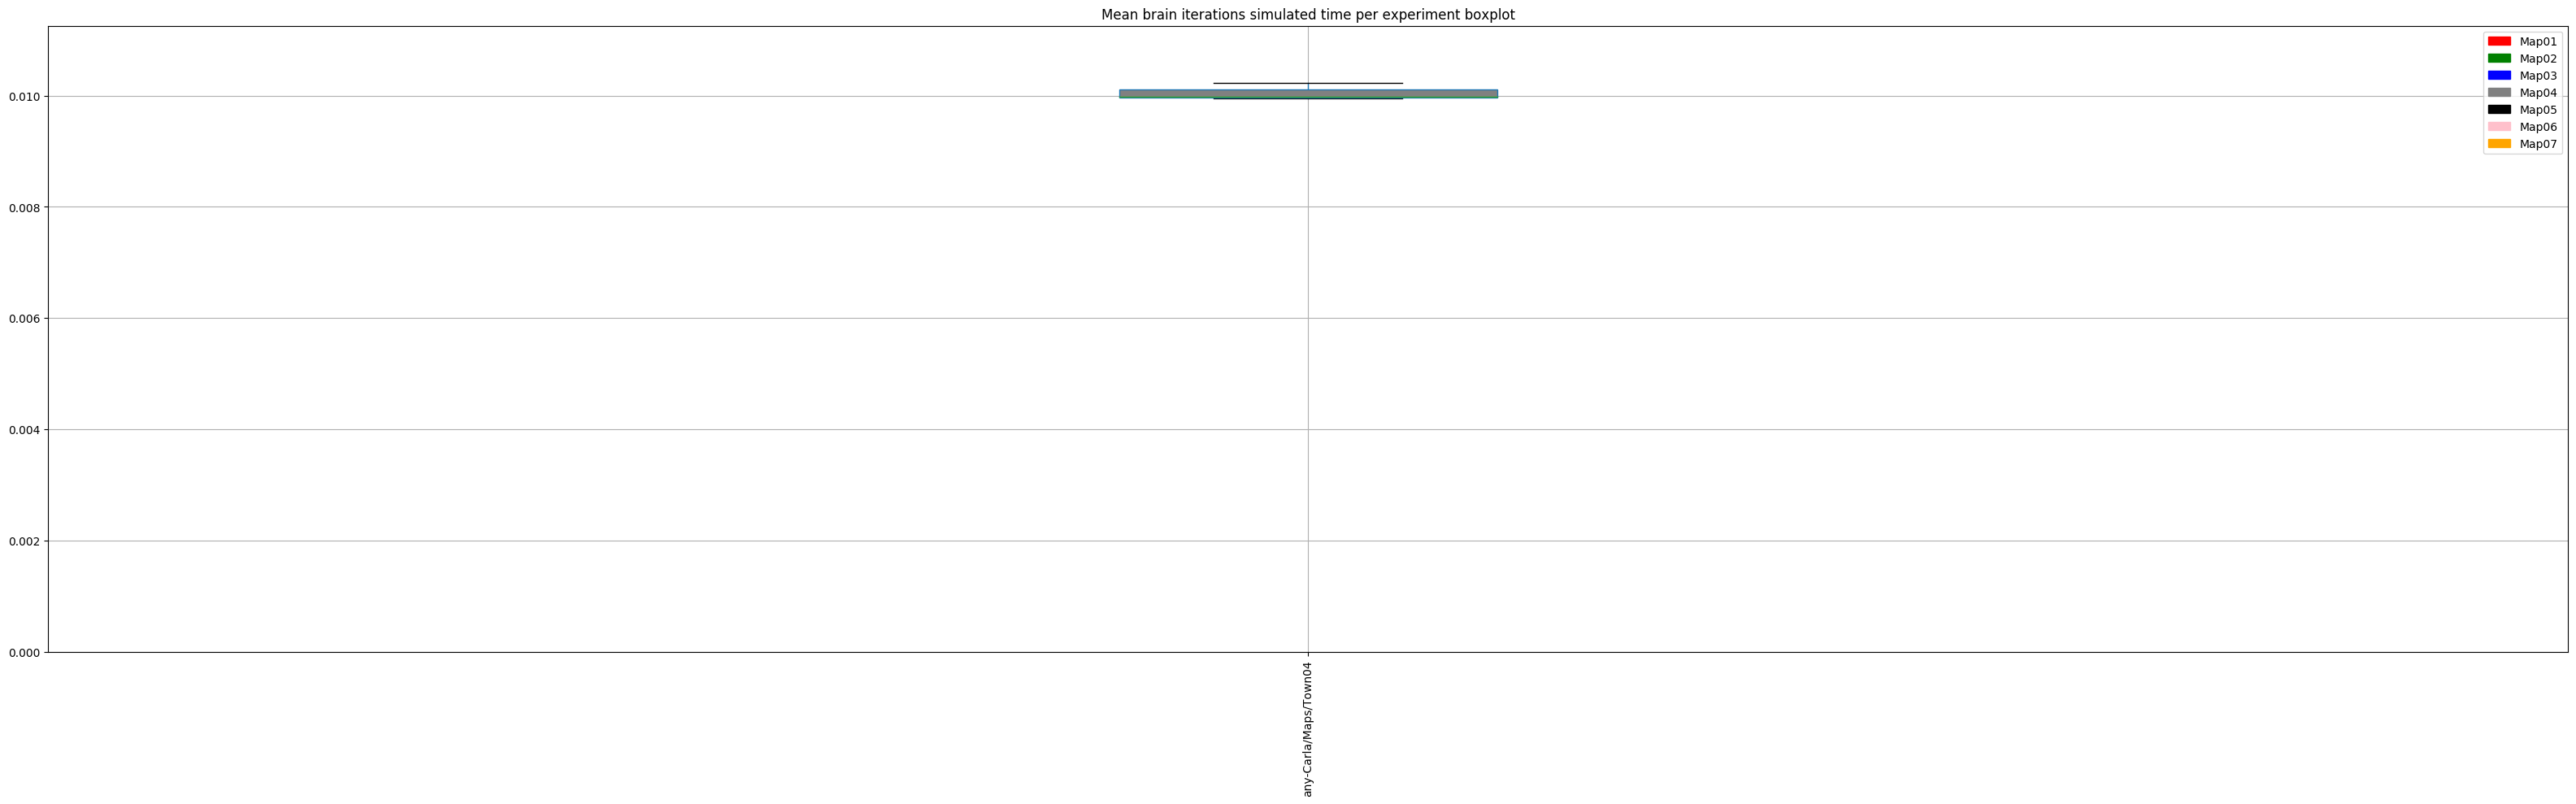 Mean brain iterations simulated time per experiment boxplot
Map01
Map02
Map03
Map04
Map05
Map06
Map07
0.010
0.008
0.006
0.004
0.002
0.000
any-Carla/Maps/Town04